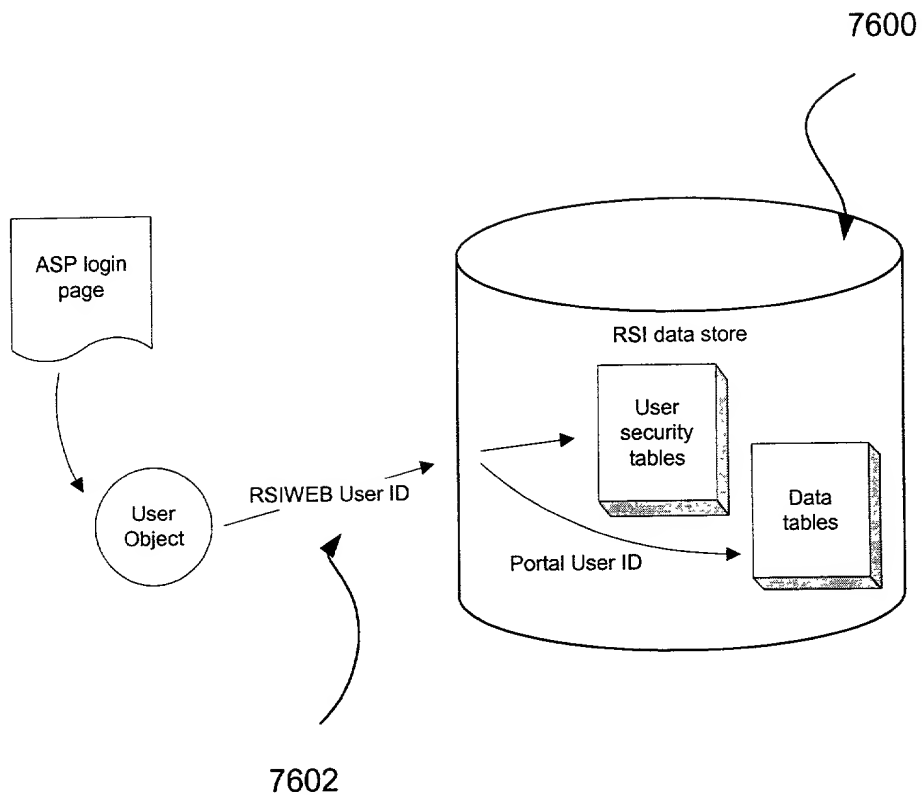 7600
ASP login
page
RSI data store
User
security
tables
Data
tables
RSIWEB User ID
User
Object
Portal User ID
7602